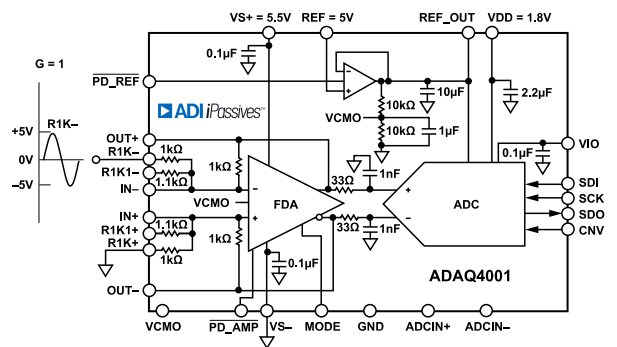 VS+ = 5.5V REF = 5V REF_OUT VDD = 1.8V
0.1µF
G = 1
PD_REF
10µF
2.2µF
ADI iPassives™
10kΩ
VCMO
10kΩ
1µF
+5V
R1K–
0V
–5V
OUT+
R1K–
1kΩ
R1K1–
1.1kΩ
IN–
1kΩ
VCMO
IN+
1.1kΩ
R1K1+
R1K+
1kΩ
1kΩ
OUT–
FDA
–
+
0.1µF
33Ω
1nF
33Ω
1nF
+
–
ADC
0.1µF
VIO
SDI
SCK
SDO
CNV
ADAQ4001
VCMO PD_AMP VS– MODE GND ADCIN+ ADCIN–